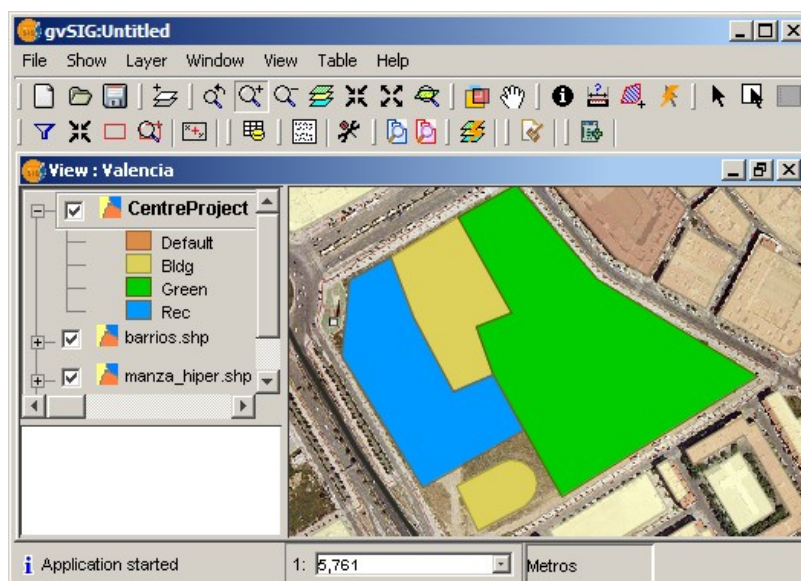 gvSIG:Untitled
File Show Layer Window View Table Help
View : Valencia
CentreProject
Default
Bldg
Green
Rec
barrios.shp
manza_hiper.shp
Application started 1: 5,761 Metros